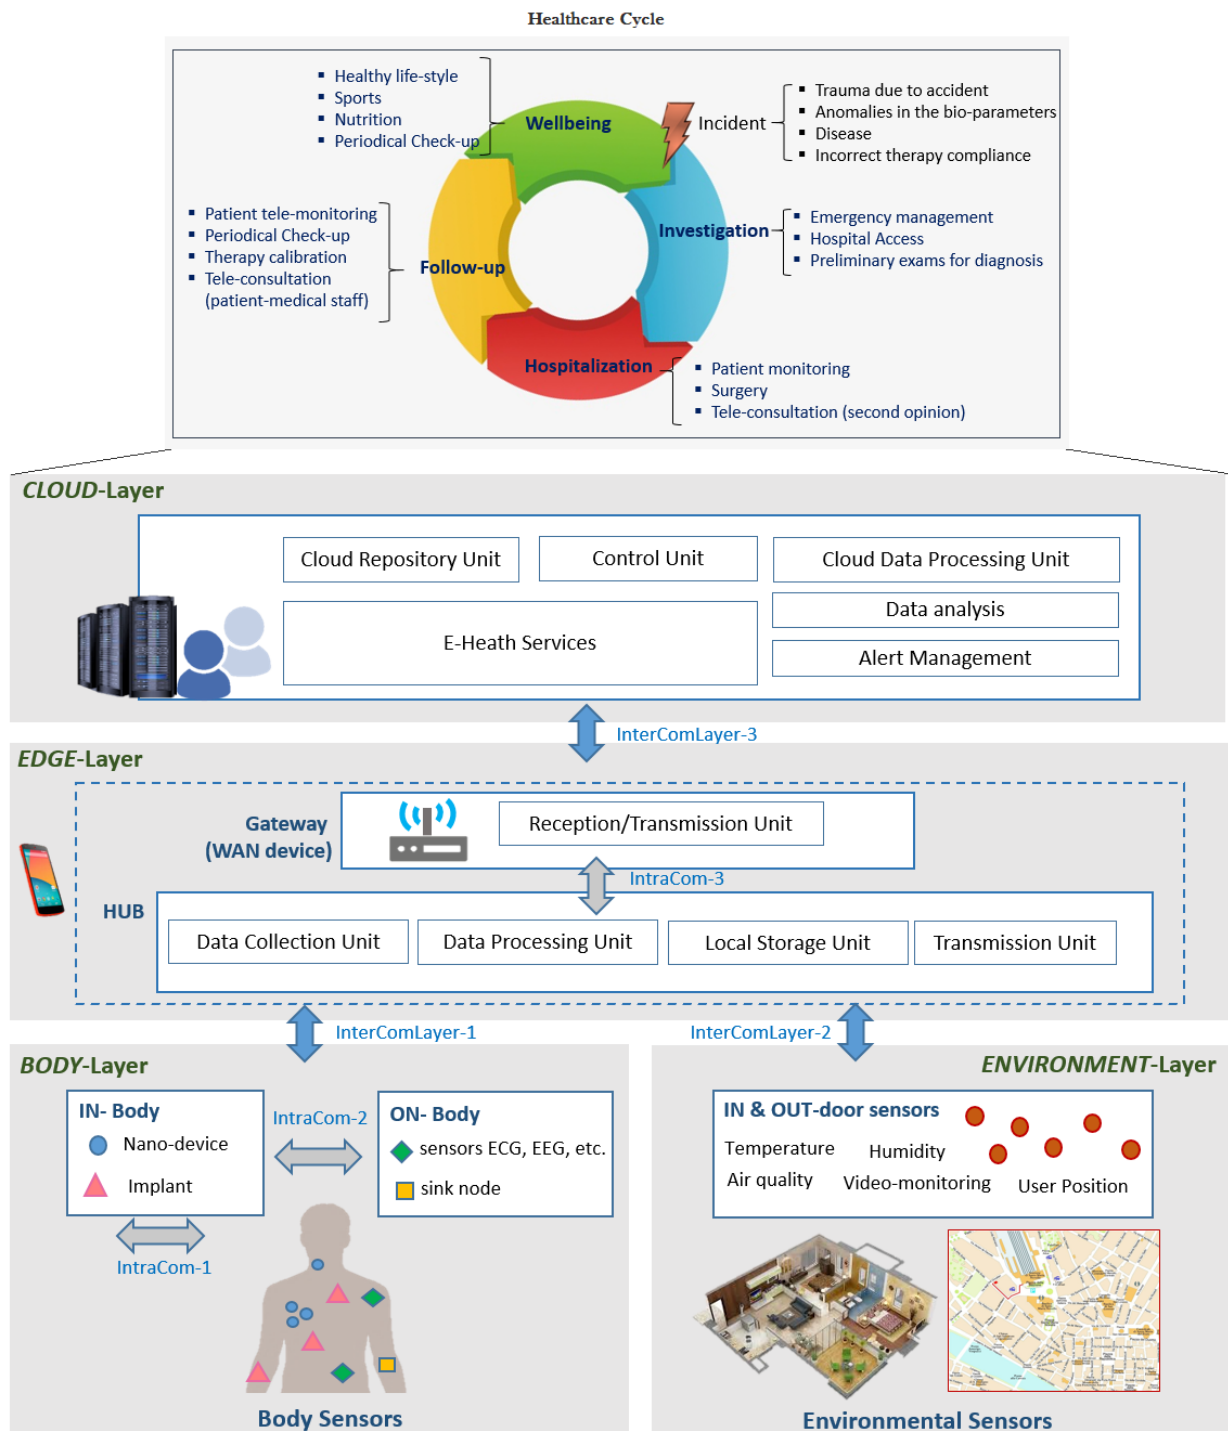 Healthcare Cycle
▪ Healthy life-style
▪ Sports
▪ Nutrition
▪ Periodical Check-up
Wellbeing
Incident
▪ Trauma due to accident
▪ Anomalies in the bio-parameters
▪ Disease
▪ Incorrect therapy compliance
▪ Patient tele-monitoring
▪ Periodical Check-up
▪ Therapy calibration
▪ Tele-consultation
(patient-medical staff)
Follow-up
Investigation
▪ Emergency management
▪ Hospital Access
▪ Preliminary exams for diagnosis
Hospitalization
▪ Patient monitoring
▪ Surgery
▪ Tele-consultation (second opinion)
CLOUD-Layer
Cloud Repository Unit
Control Unit
Cloud Data Processing Unit
E-Heath Services
Data analysis
Alert Management
InterComLayer-3
EDGE-Layer
Gateway
(WAN device)
Reception/Transmission Unit
IntraCom-3
HUB
Data Collection Unit
Data Processing Unit
Local Storage Unit
Transmission Unit
InterComLayer-1
InterComLayer-2
BODY-Layer
IN- Body
Nano-device
Implant
IntraCom-2
ON- Body
sensors ECG, EEG, etc.
sink node
IntraCom-1
Body Sensors
ENVIRONMENT-Layer
IN & OUT-door sensors
Temperature
Humidity
Air quality
Video-monitoring
User Position
Environmental Sensors